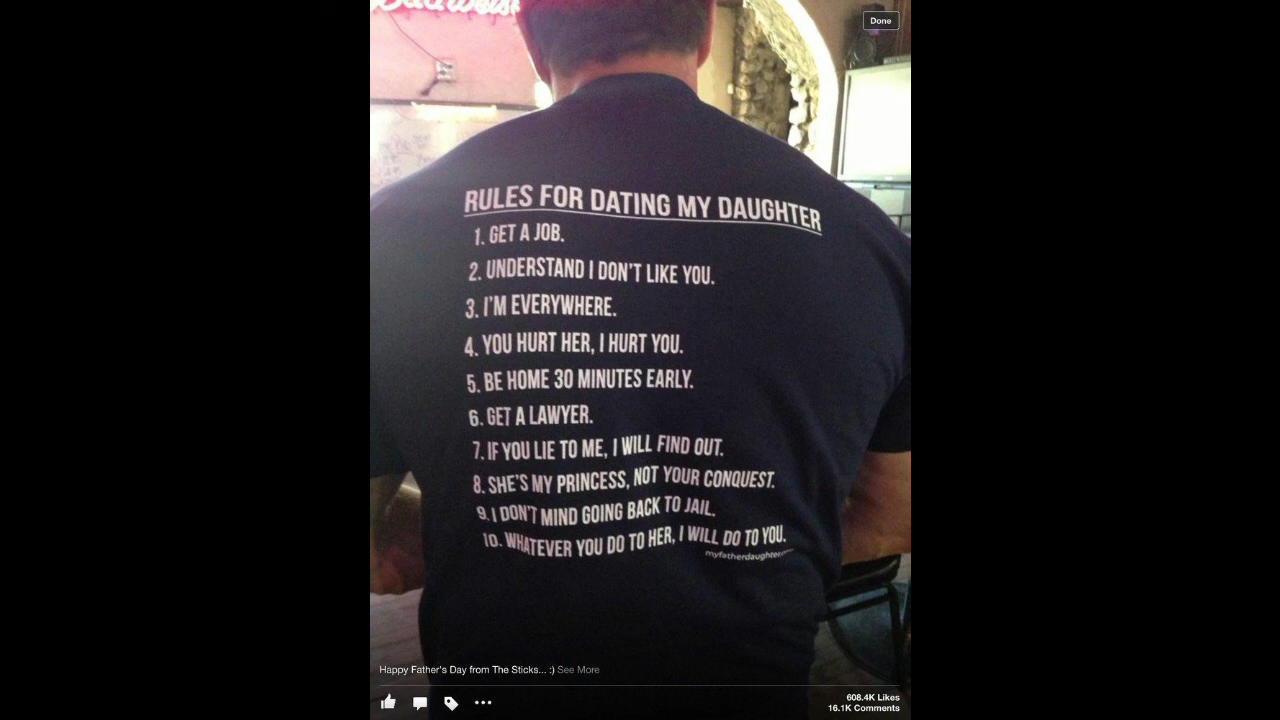 Budweiser
Done
RULES FOR DATING MY DAUGHTER
1. GET A JOB.
2. UNDERSTAND I DON'T LIKE YOU.
3. I'M EVERYWHERE.
4. YOU HURT HER, I HURT YOU.
5. BE HOME 30 MINUTES EARLY.
6. GET A LAWYER.
7. IF YOU LIE TO ME, I WILL FIND OUT.
8. SHE'S MY PRINCESS, NOT YOUR CONQUEST.
9. I DON'T MIND GOING BACK TO JAIL.
10. WHATEVER YOU DO TO HER, I WILL DO TO YOU.
Happy Father's Day from The Sticks... :) See More
608.4K Likes
16.1K Comments